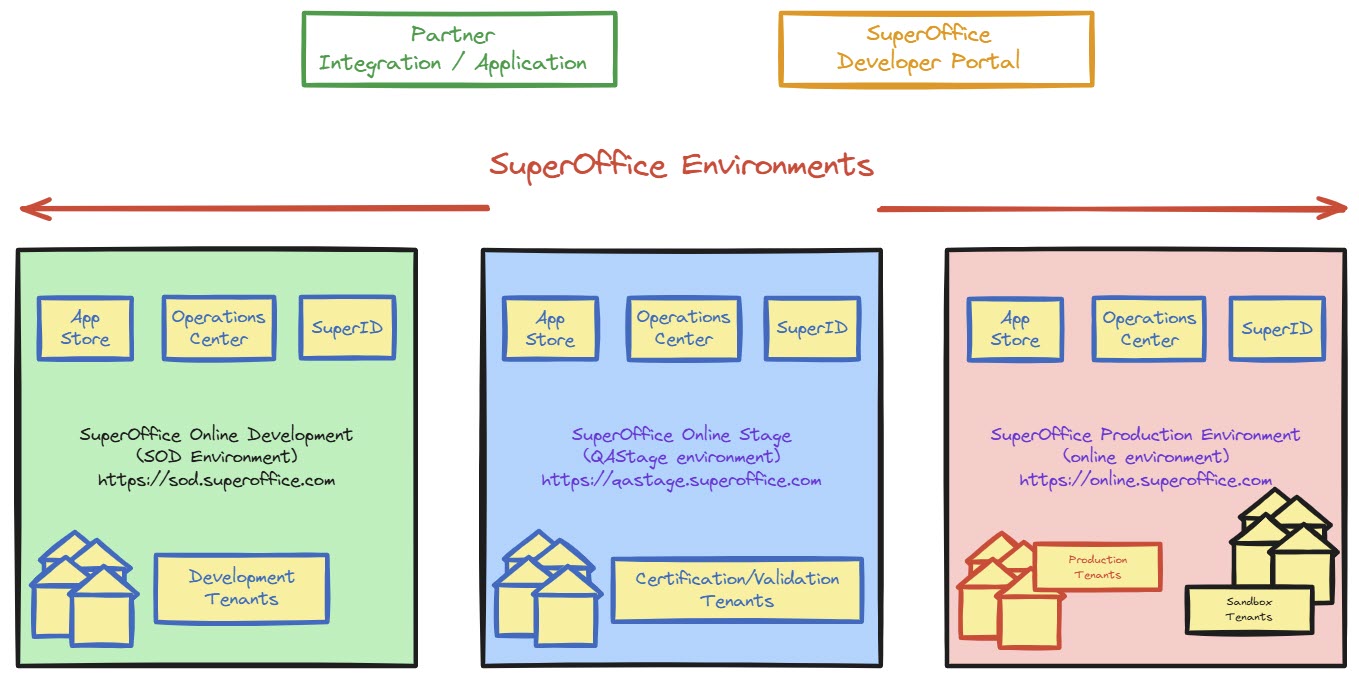 Partner
Integration / Application
SuperOffice
Developer Portal
SuperOffice Environments
App
Store
Operations
Center
SuperID
SuperOffice Online Development
(SOD Environment)
https://sod.superoffice.com
Development
Tenants
App
Store
Operations
Center
SuperID
SuperOffice Online Stage
(QAStage environment)
https://qastage.superoffice.com
Certification/Validation
Tenants
App
Store
Operations
Center
SuperID
SuperOffice Production Environment
(online environment)
https://online.superoffice.com
Production
Tenants
Sandbox
Tenants